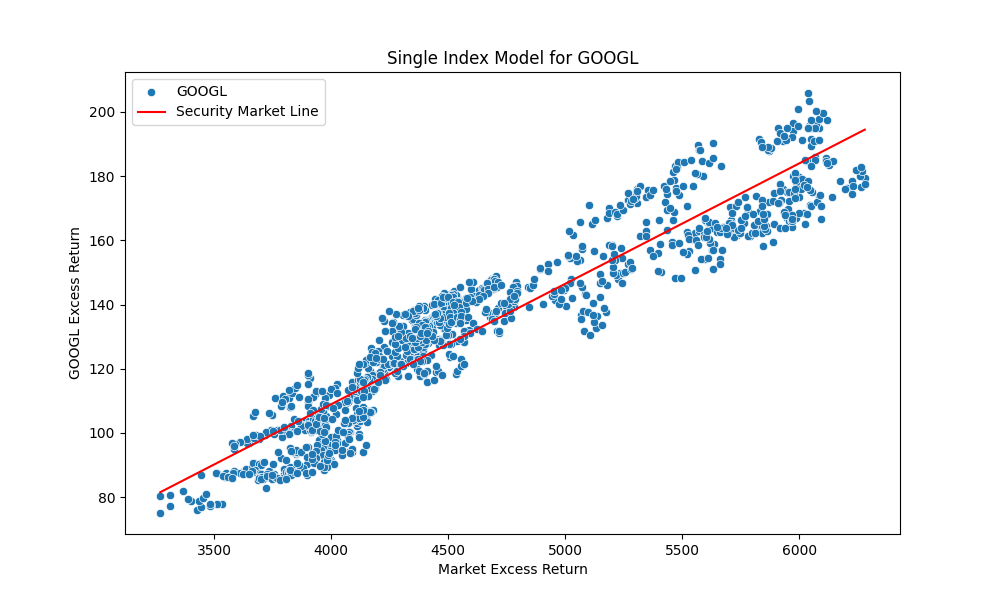 Single Index Model for GOOGL
GOOGL
Security Market Line
GOOGL Excess Return
200
180
160
140
120
100
80
3500 4000 4500 5000 5500 6000
Market Excess Return